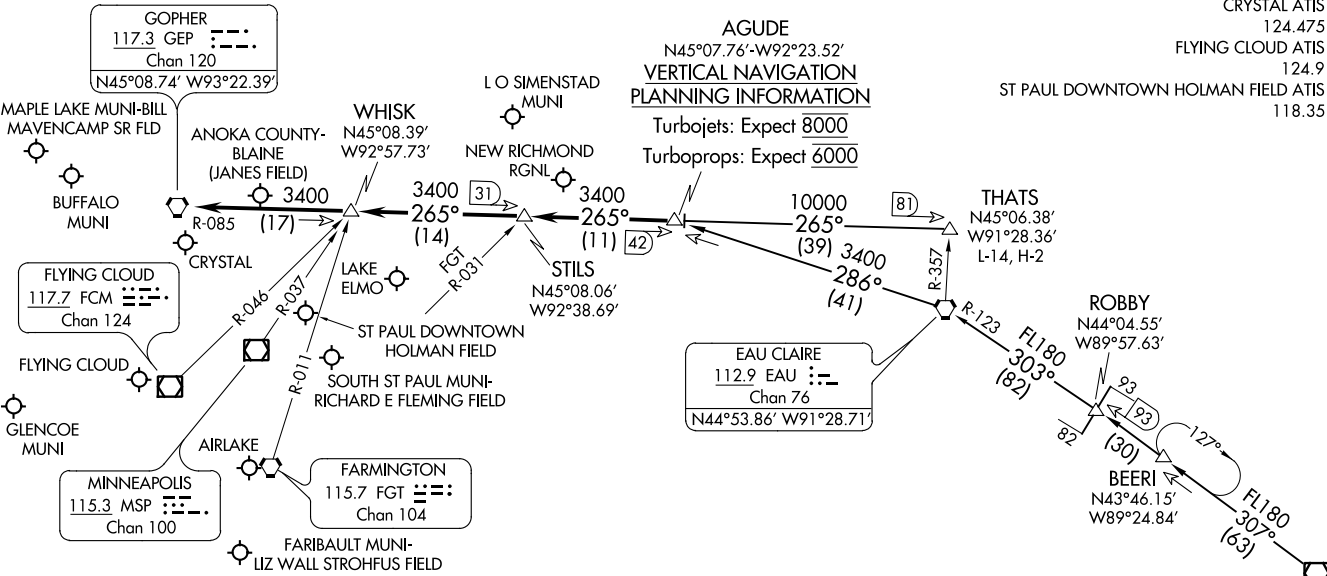 CRYSTAL ATIS
124.475
FLYING CLOUD ATIS
124.9
ST PAUL DOWNTOWN HOLMAN FIELD ATIS
118.35
GOPHER
117.3 GEP
Chan 120
N45°08.74' W93°22.39'
AGUDE
N45°07.76'-W92°23.52'
VERTICAL NAVIGATION
PLANNING INFORMATION
Turbojets: Expect 8000
Turboprops: Expect 6000
L O SIMENSTAD
MUNI
MAPLE LAKE MUNI-BILL
MAVENCAMP SR FLD
WHISK
N45°08.39'
W92°57.73'
ANOKA COUNTY-
BLAINE
(JANES FIELD)
NEW RICHMOND
RGNL
BUFFALO
MUNI
R-085
3400
(17)
3400
265°
(14)
31
3400
265°
(11)
42
10000
265°
(39)
81
THATS
N45°06.38'
W91°28.36'
L-14, H-2
CRYSTAL
3400
286°
(41)
R-357
FLYING CLOUD
117.7 FCM
Chan 124
R-046
R-037
LAKE
ELMO
FGT
R-031
STILS
N45°08.06'
W92°38.69'
R-123
ROBBY
N44°04.55'
W89°57.63'
ST PAUL DOWNTOWN
HOLMAN FIELD
FL180
303°
(82)
EAU CLAIRE
112.9 EAU
Chan 76
N44°53.86' W91°28.71'
FLYING CLOUD
R-011
SOUTH ST PAUL MUNI-
RICHARD E FLEMING FIELD
93
93
82
GLENCOE
MUNI
(30)
127°
AIRLAKE
MINNEAPOLIS
115.3 MSP
Chan 100
FARMINGTON
115.7 FGT
Chan 104
BEERI
N43°46.15'
W89°24.84'
FL180
307°
(63)
FARIBAULT MUNI-
LIZ WALL STROHFUS FIELD